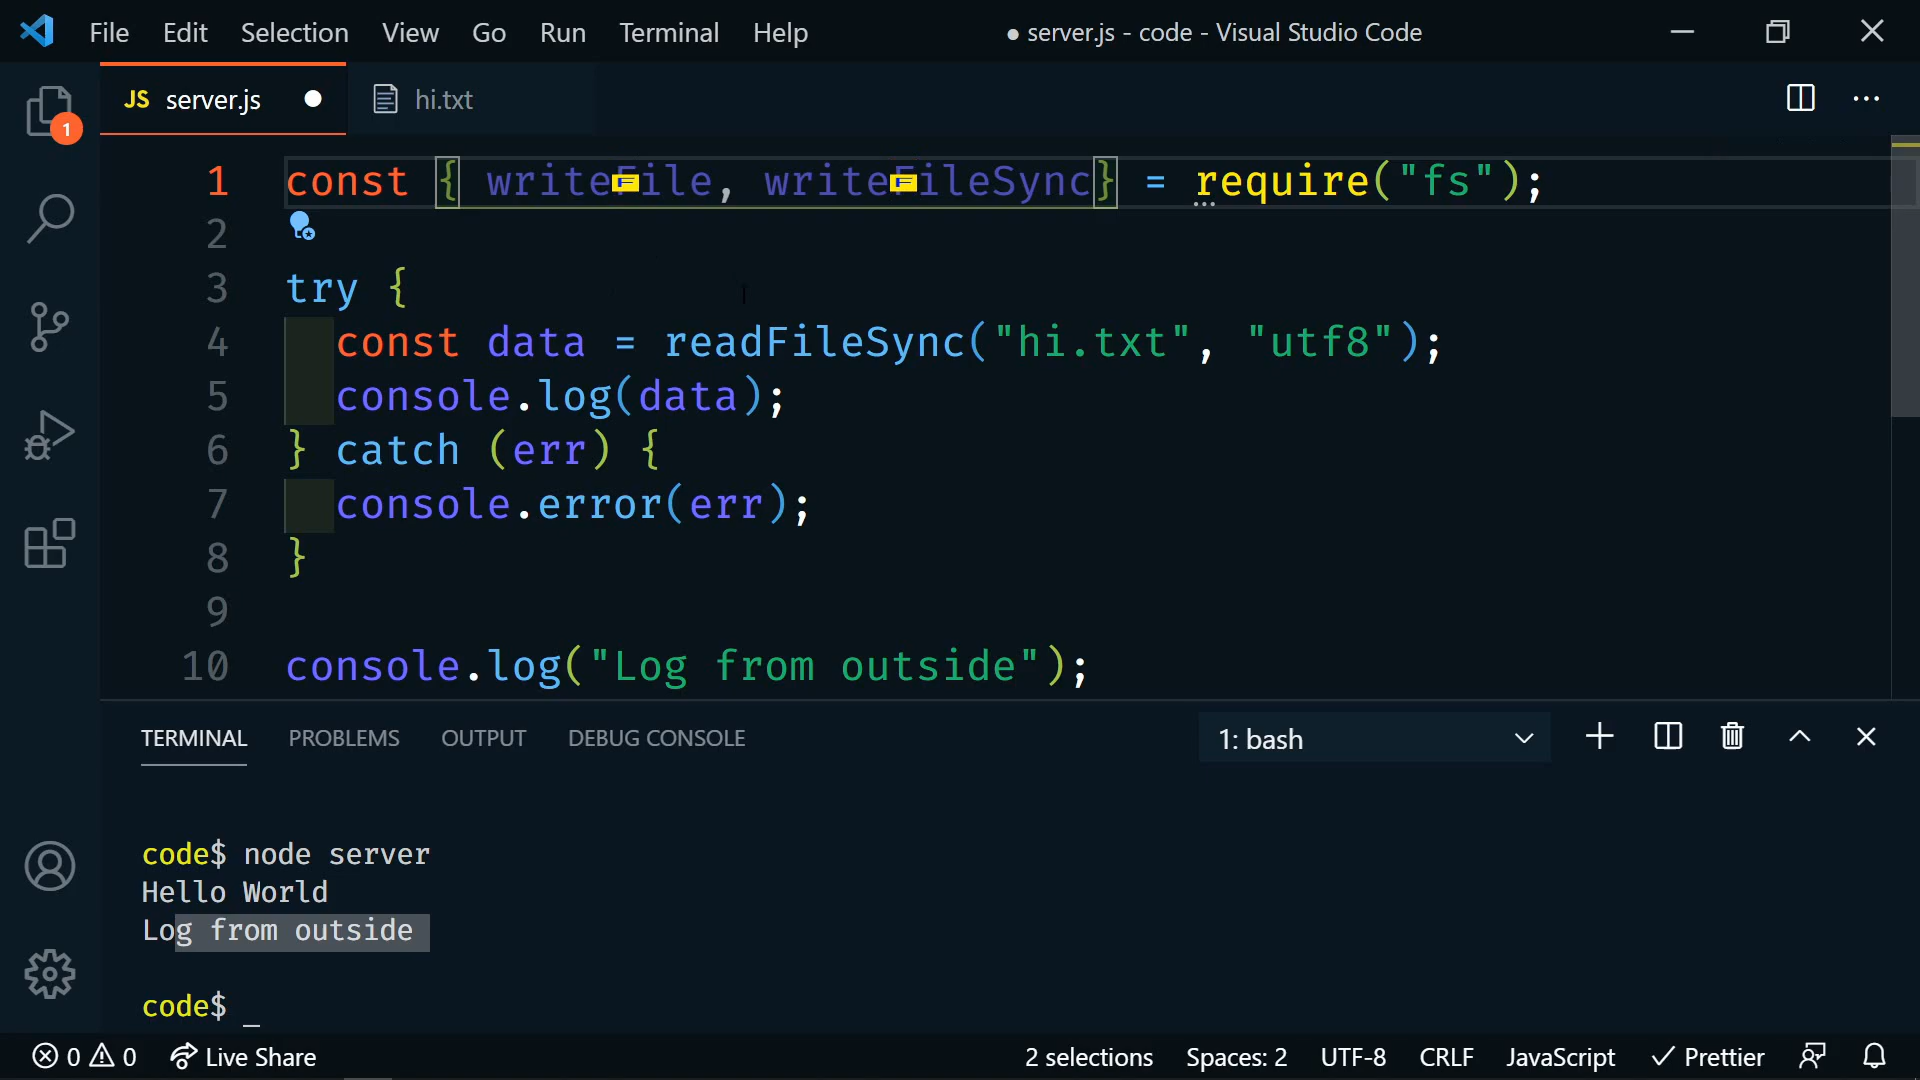 File Edit Selection View Go Run Terminal Help ● server.js - code - Visual Studio Code
JS server.js ● hi.txt ···
1
1 const { writeFile, writeFileSync} = require("fs");
2
3 try {
4 const data = readFileSync("hi.txt", "utf8");
5 console.log(data);
6 } catch (err) {
7 console.error(err);
8 }
9
10 console.log("Log from outside");
TERMINAL PROBLEMS OUTPUT DEBUG CONSOLE 1: bash
code$ node server
Hello World
Log from outside
code$ _
0 0 Live Share 2 selections Spaces: 2 UTF-8 CRLF JavaScript ✓ Prettier